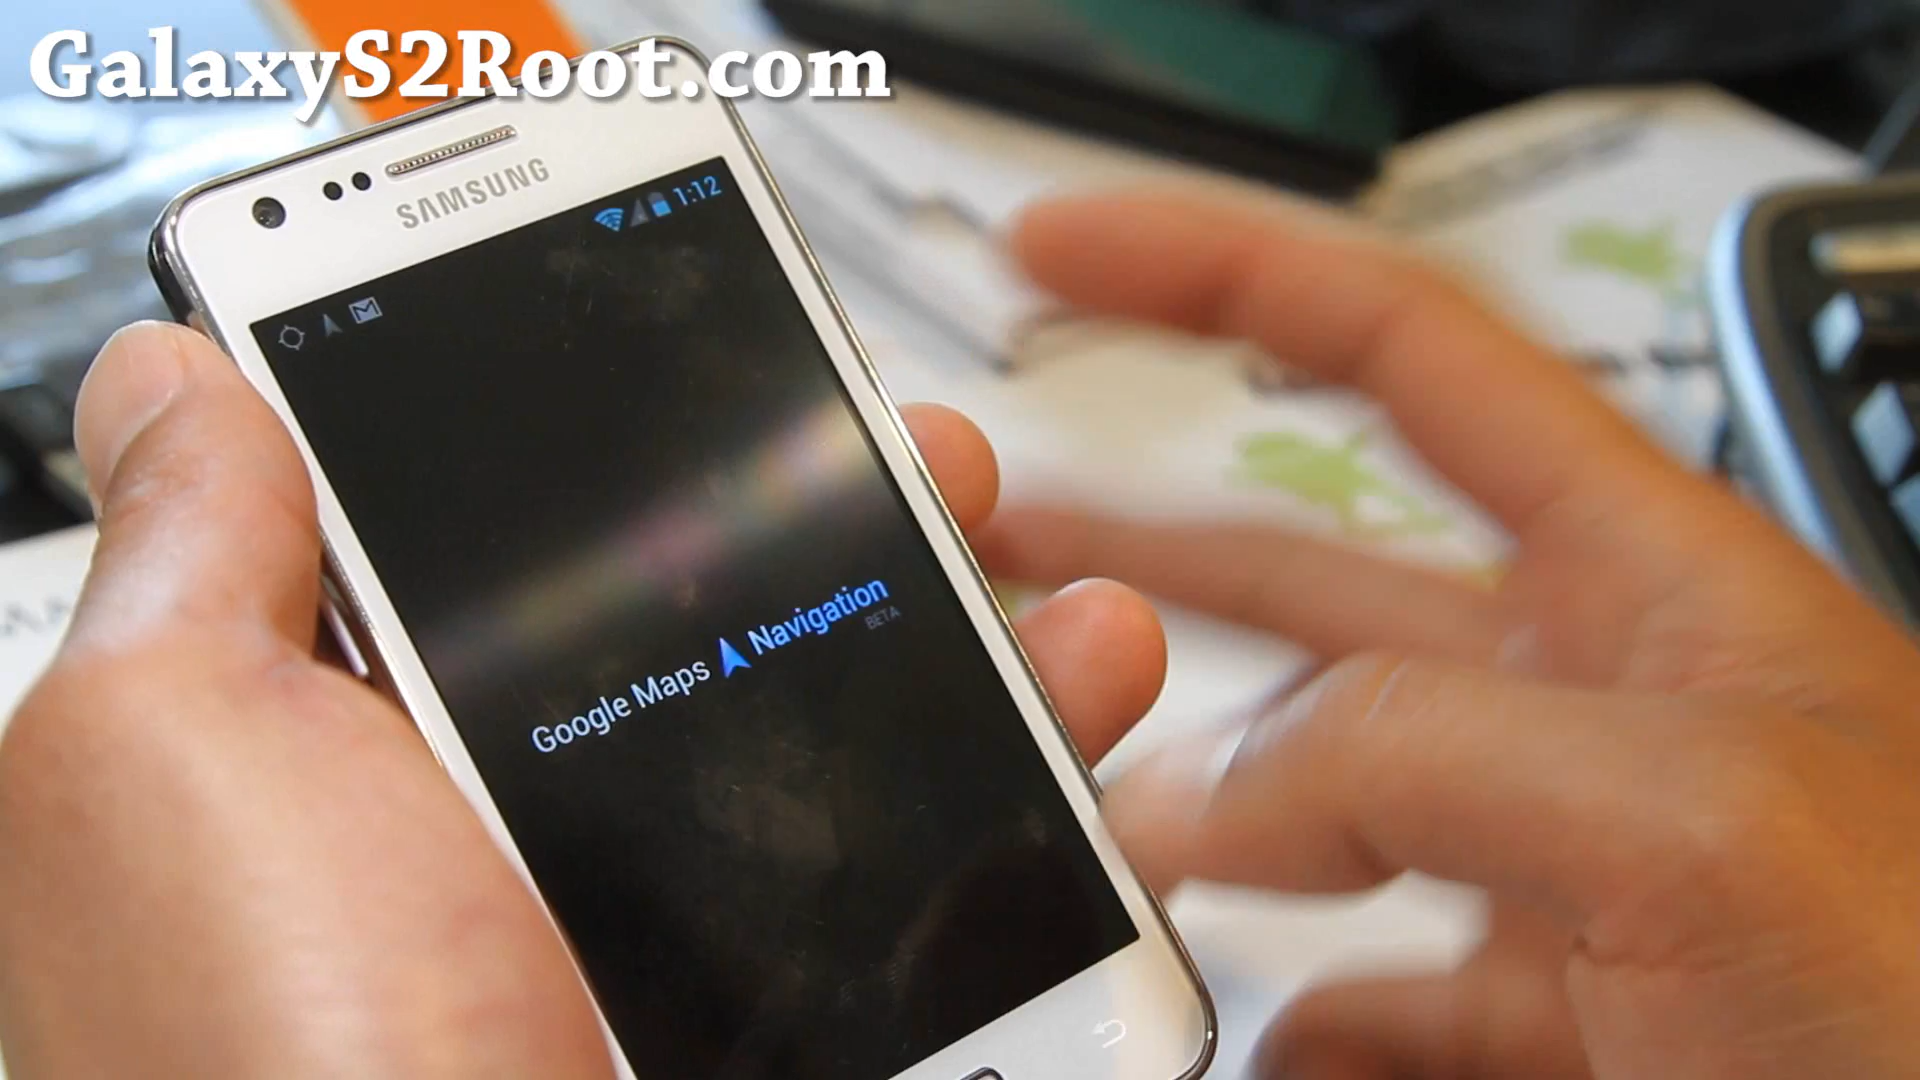 GalaxyS2Root.com
SAMSUNG
1:12
Google Maps Navigation
BETA